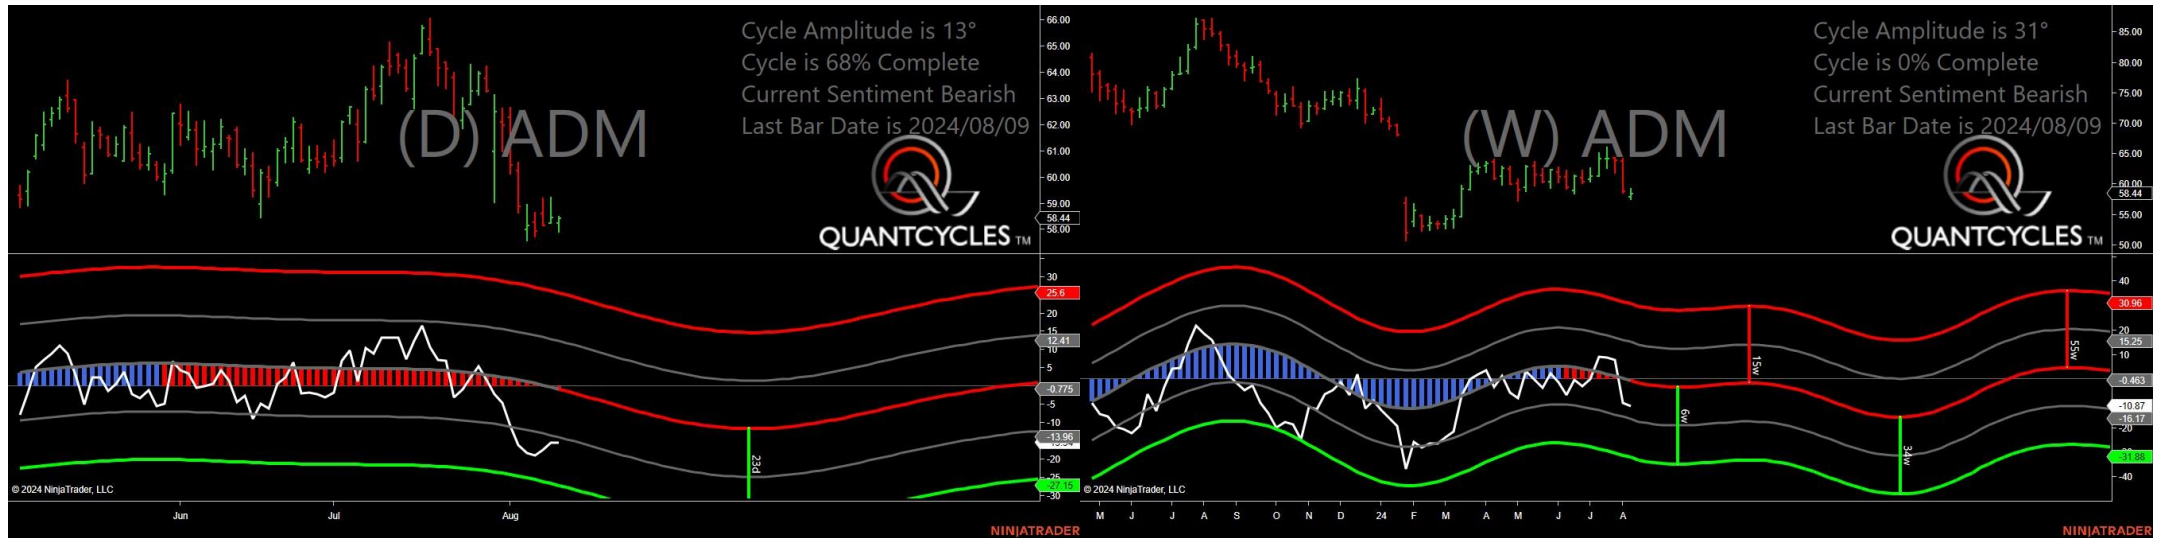 Cycle Amplitude is 13°
Cycle is 68% Complete
Current Sentiment Bearish
Last Bar Date is 2024/08/09
(D) ADM
QUANTCYCLES TM
66.00
65.00
64.00
63.00
62.00
61.00
60.00
59.00
58.44
58.00
30
25.6
20
15
12.41
10
5
-0.775
-5
-10
-13.96
-20
-25
-27.15
-30
23d
© 2024 NinjaTrader, LLC
Jun Jul Aug
NINJATRADER
Cycle Amplitude is 31°
Cycle is 0% Complete
Current Sentiment Bearish
Last Bar Date is 2024/08/09
(W) ADM
QUANTCYCLES TM
85.00
80.00
75.00
70.00
65.00
60.00
58.44
55.00
50.00
40
30.96
20
15.25
10
-0.463
-10.87
-16.17
-20
-31.88
-40
15w
6w
34w
55w
© 2024 NinjaTrader, LLC
M J J A S O N D 24 F M A M J J A
NINJATRADER